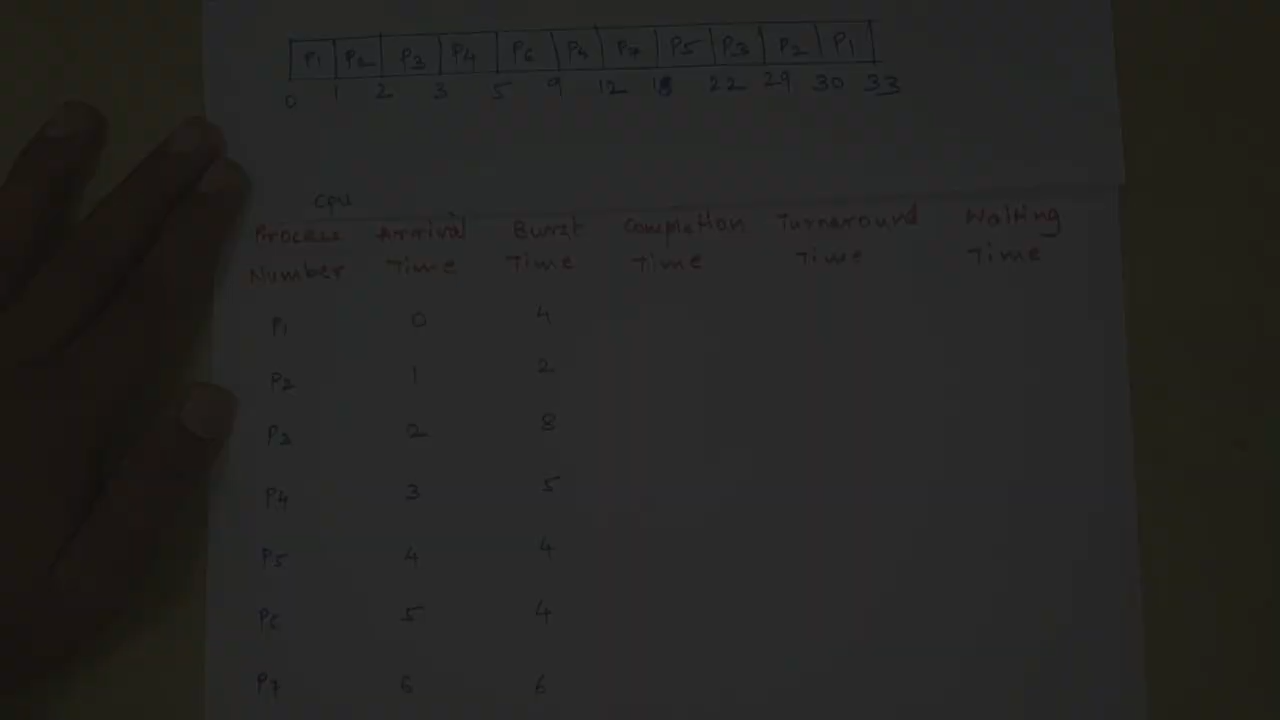 P1 P2 P3 P4 P6 P4 P7 P5 P3 P2 P1
0 1 2 3 5 9 12 18 22 29 30 33
CPU
Process Arrival Burst Completion Turnaround Waiting
Number Time Time Time Time Time
P1 0 4
P2 1 2
P3 2 8
P4 3 5
P5 4 4
P6 5 4
P7 6 6